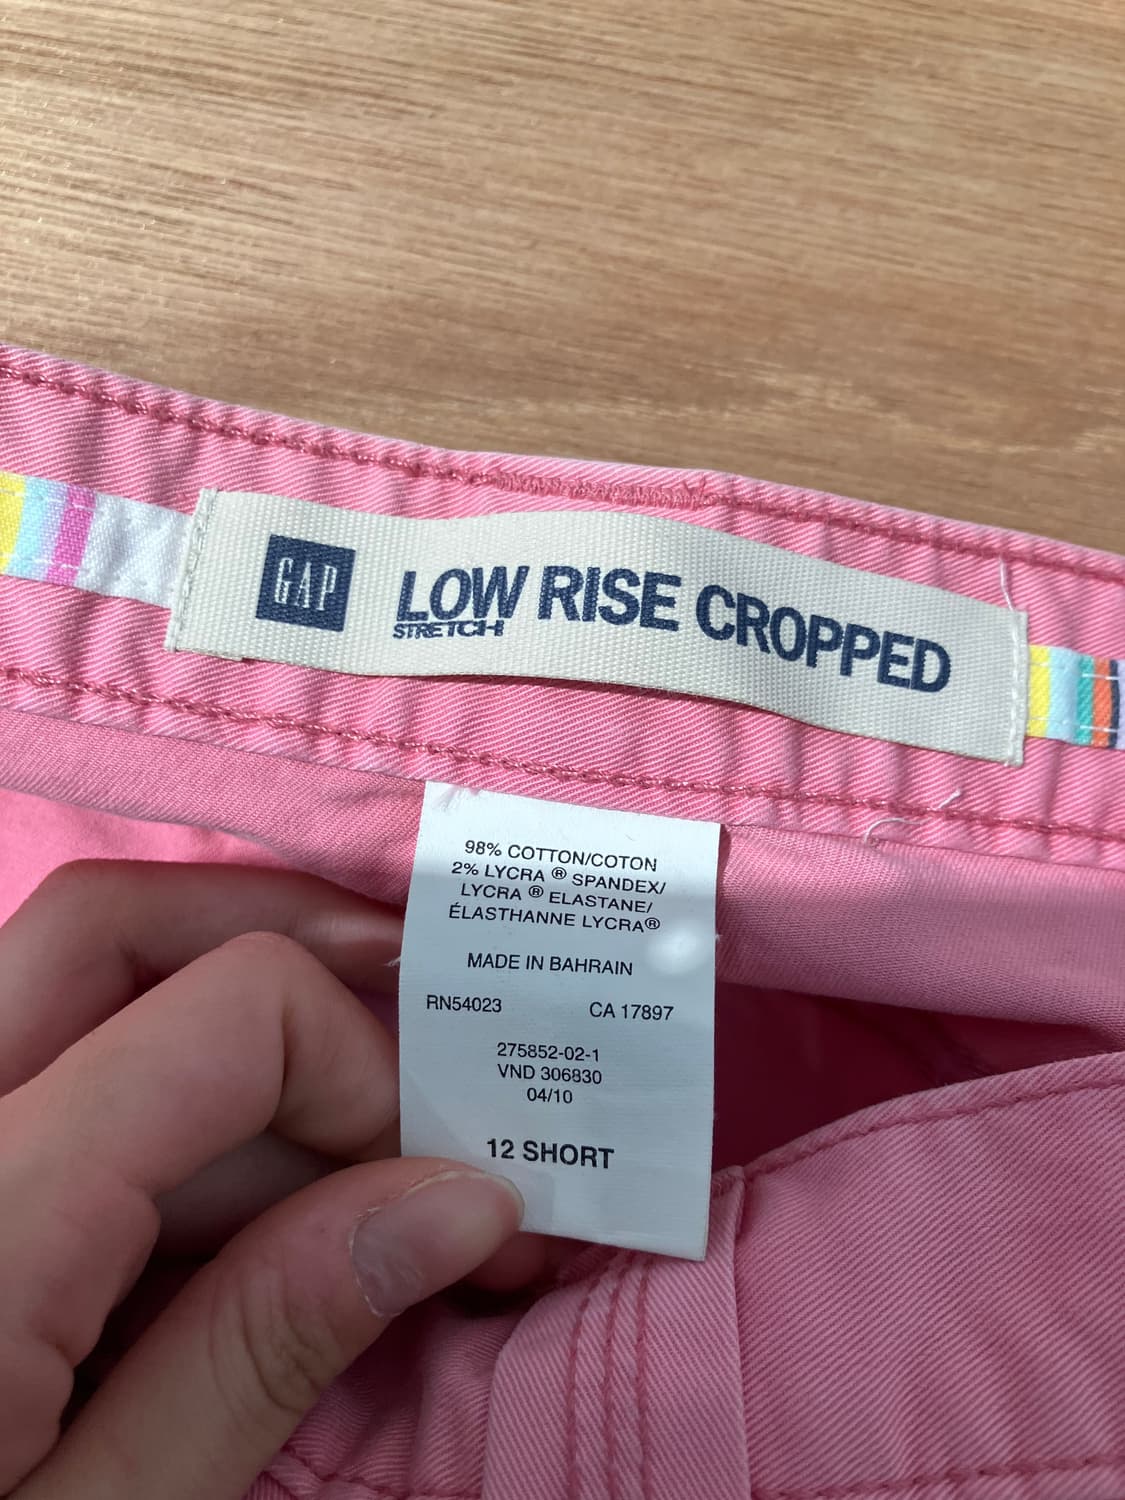 GAP
LOW RISE CROPPED
STRETCH
98% COTTON/COTON
2% LYCRA ® SPANDEX/
LYCRA ® ELASTANE/
ÉLASTHANNE LYCRA®
MADE IN BAHRAIN
RN54023 CA 17897
275852-02-1
VND 306830
04/10
12 SHORT